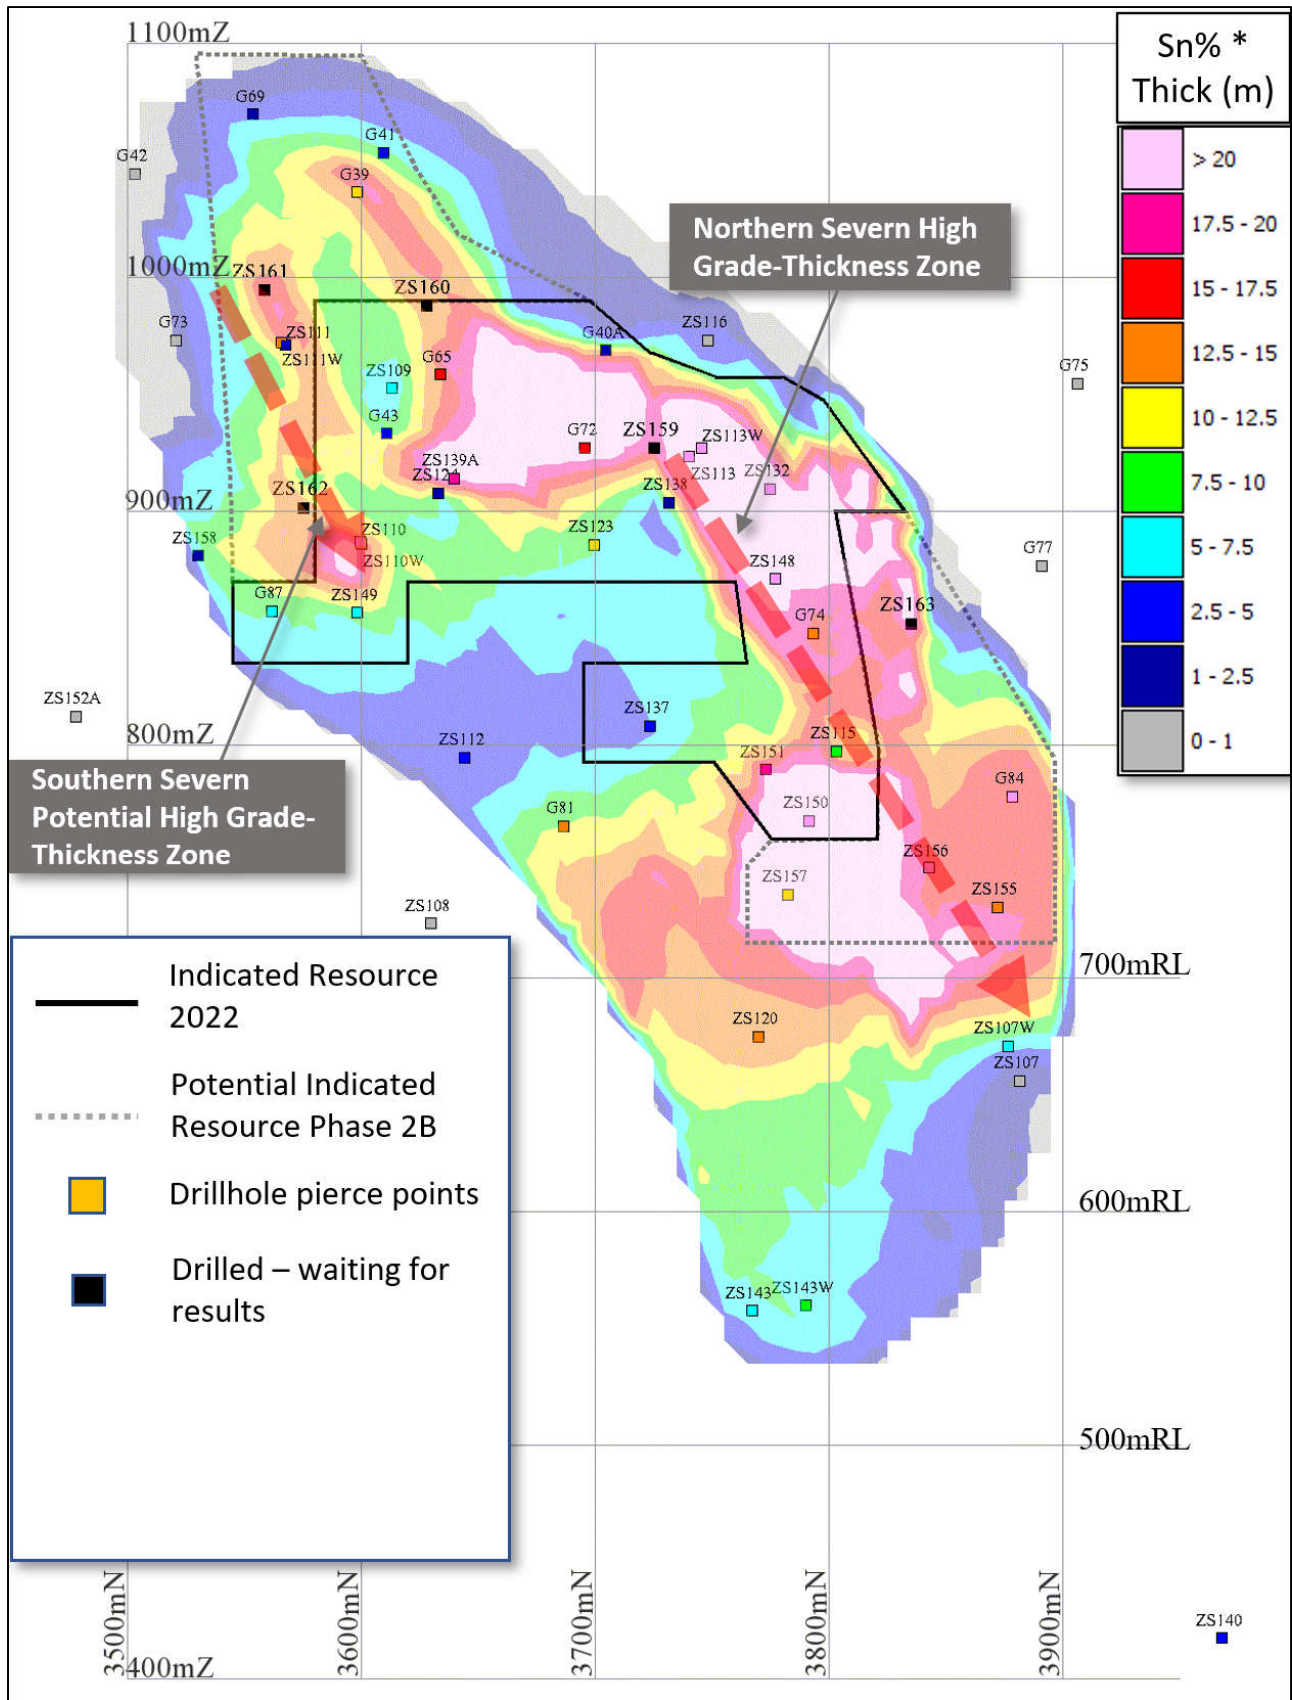 1100mZ
Sn% *
Thick (m)
G69
G41
G42
G39
> 20
17.5 - 20
15 - 17.5
12.5 - 15
10 - 12.5
7.5 - 10
5 - 7.5
2.5 - 5
1 - 2.5
0 - 1
Northern Severn High
Grade-Thickness Zone
1000mZ
ZS161
ZS160
G73
ZS111
ZS111W
G40A
ZS116
G65
ZS109
G75
G43
G72
ZS159
ZS113W
ZS139A
ZS124
ZS113
ZS132
ZS138
900mZ
ZS162
ZS158
ZS110
ZS110W
ZS123
G77
ZS148
G87
ZS149
G74
ZS163
ZS152A
ZS137
800mZ
ZS112
ZS115
ZS151
G84
Southern Severn
Potential High Grade-
Thickness Zone
G81
ZS150
ZS156
ZS157
ZS155
ZS108
700mRL
Indicated Resource
2022
ZS120
ZS107W
ZS107
Potential Indicated
Resource Phase 2B
Drillhole pierce points
600mRL
Drilled – waiting for
results
ZS143
ZS143W
500mRL
3500mN
3600mN
3700mN
3800mN
3900mN
ZS140
400mZ